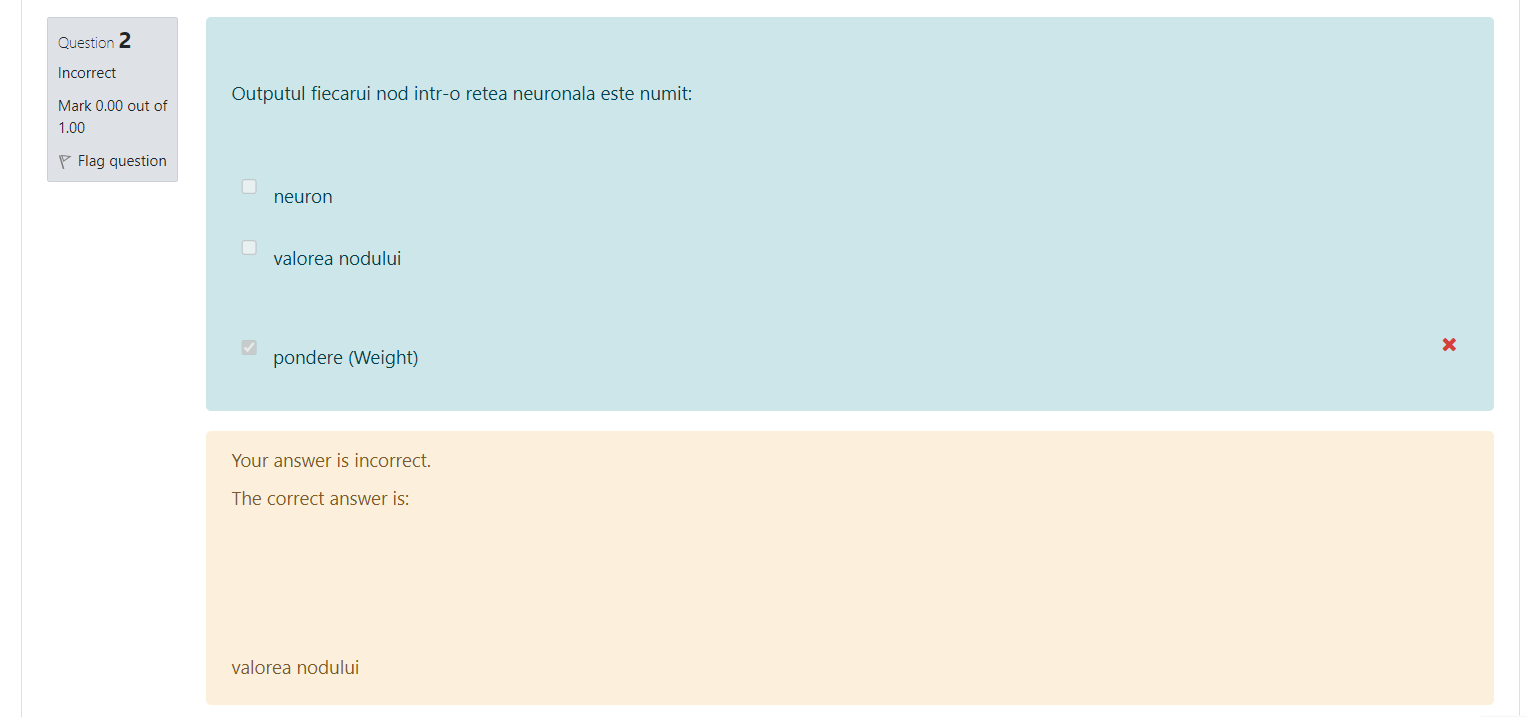 Question 2
Incorrect
Mark 0.00 out of
1.00
Flag question
Outputul fiecarui nod intr-o retea neuronala este numit:
neuron
valorea nodului
pondere (Weight)
Your answer is incorrect.
The correct answer is:
valorea nodului